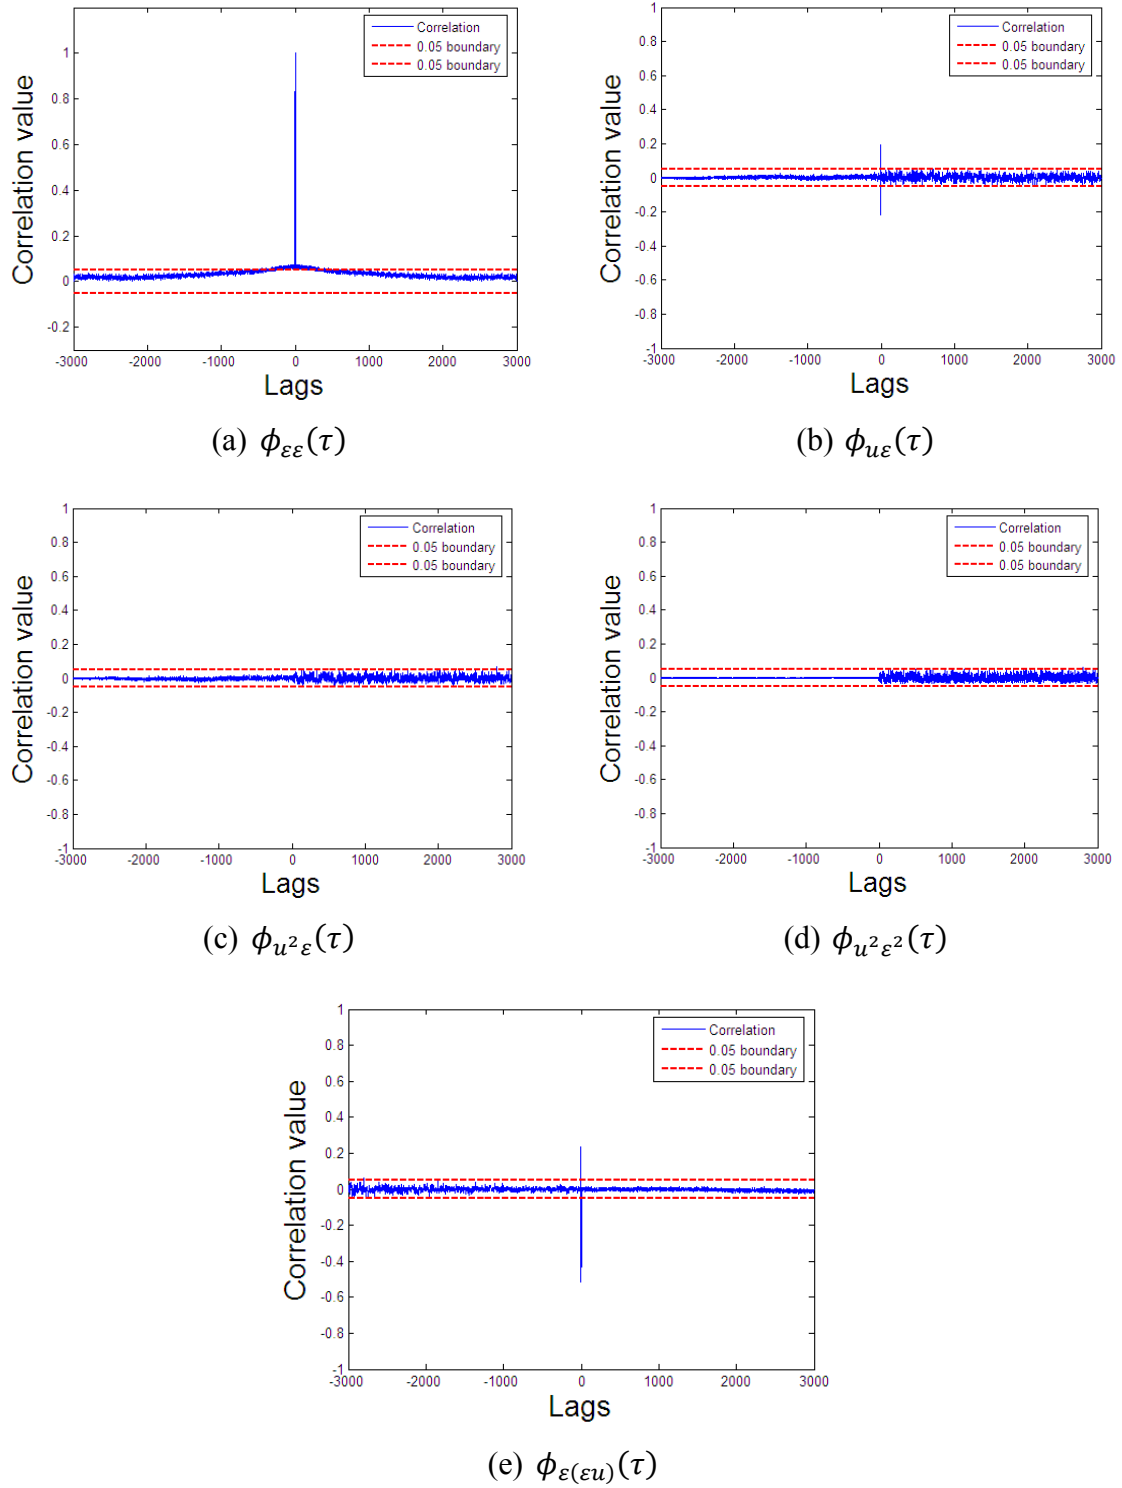 Correlation
0.05 boundary
0.05 boundary
1
0.8
0.6
0.4
0.2
0
-0.2
Correlation value
-3000 -2000 -1000 0 1000 2000 3000
Lags
(a) ϕεε(τ)
Correlation
0.05 boundary
0.05 boundary
1
0.8
0.6
0.4
0.2
0
-0.2
-0.4
-0.6
-0.8
-1
Correlation value
-3000 -2000 -1000 0 1000 2000 3000
Lags
(b) ϕuε(τ)
Correlation
0.05 boundary
0.05 boundary
1
0.8
0.6
0.4
0.2
0
-0.2
-0.4
-0.6
-0.8
-1
Correlation value
-3000 -2000 -1000 0 1000 2000 3000
Lags
(c) ϕu²ε(τ)
Correlation
0.05 boundary
0.05 boundary
1
0.8
0.6
0.4
0.2
0
-0.2
-0.4
-0.6
-0.8
-1
Correlation value
-3000 -2000 -1000 0 1000 2000 3000
Lags
(d) ϕu²ε²(τ)
Correlation
0.05 boundary
0.05 boundary
1
0.8
0.6
0.4
0.2
0
-0.2
-0.4
-0.6
-0.8
-1
Correlation value
-3000 -2000 -1000 0 1000 2000 3000
Lags
(e) ϕε(εu)(τ)